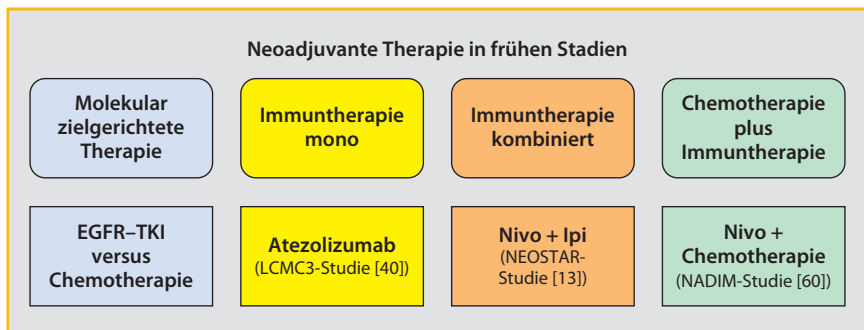 Neoadjuvante Therapie in frühen Stadien
Molekular
zielgerichtete
Therapie
Immuntherapie
mono
Immuntherapie
kombiniert
Chemotherapie
plus
Immuntherapie
EGFR–TKI
versus
Chemotherapie
Atezolizumab
(LCMC3-Studie [40])
Nivo + Ipi
(NEOSTAR-
Studie [13])
Nivo +
Chemotherapie
(NADIM-Studie [60])